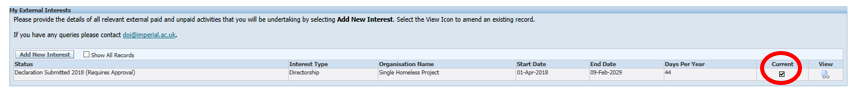 My External Interests
Please provide the details of all relevant external paid and unpaid activities that you will be undertaking by selecting Add New Interest. Select the View Icon to amend an existing record.
If you have any queries please contact doi@imperial.ac.uk.
Add New Interest Show All Records
Status Interest Type Organisation Name Start Date End Date Days Per Year Current View
Declaration Submitted 2018 (Requires Approval) Directorship Single Homeless Project 01-Apr-2018 09-Feb-2029 44